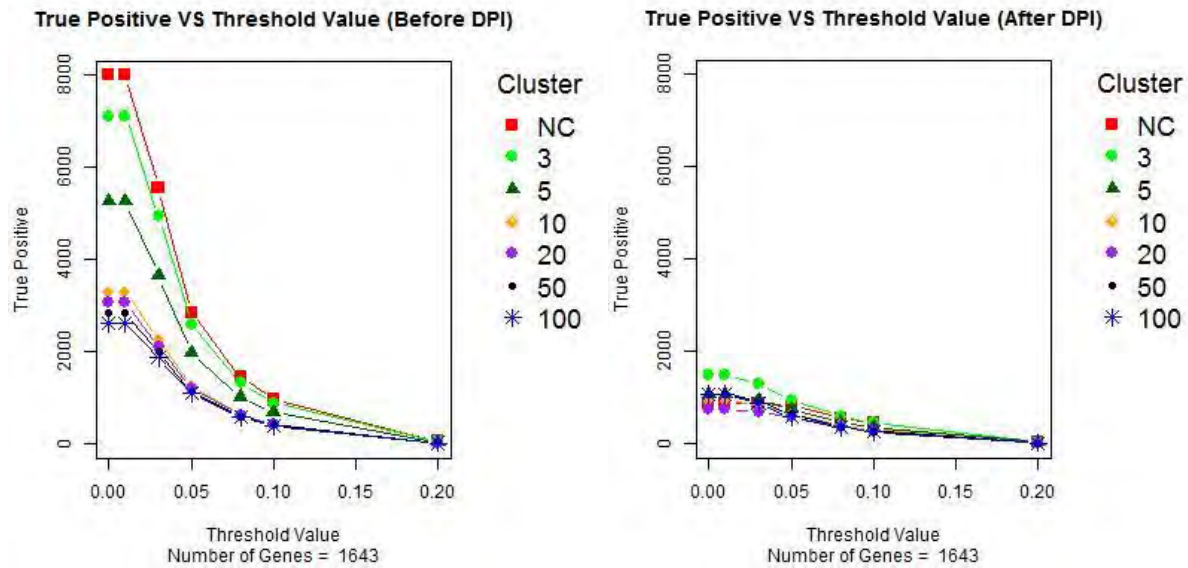 True Positive VS Threshold Value (Before DPI)
True Positive
8000
6000
4000
2000
0
0.00 0.05 0.10 0.15 0.20
Threshold Value
Number of Genes = 1643
Cluster
NC
3
5
10
20
50
100
True Positive VS Threshold Value (After DPI)
True Positive
8000
6000
4000
2000
0
0.00 0.05 0.10 0.15 0.20
Threshold Value
Number of Genes = 1643
Cluster
NC
3
5
10
20
50
100